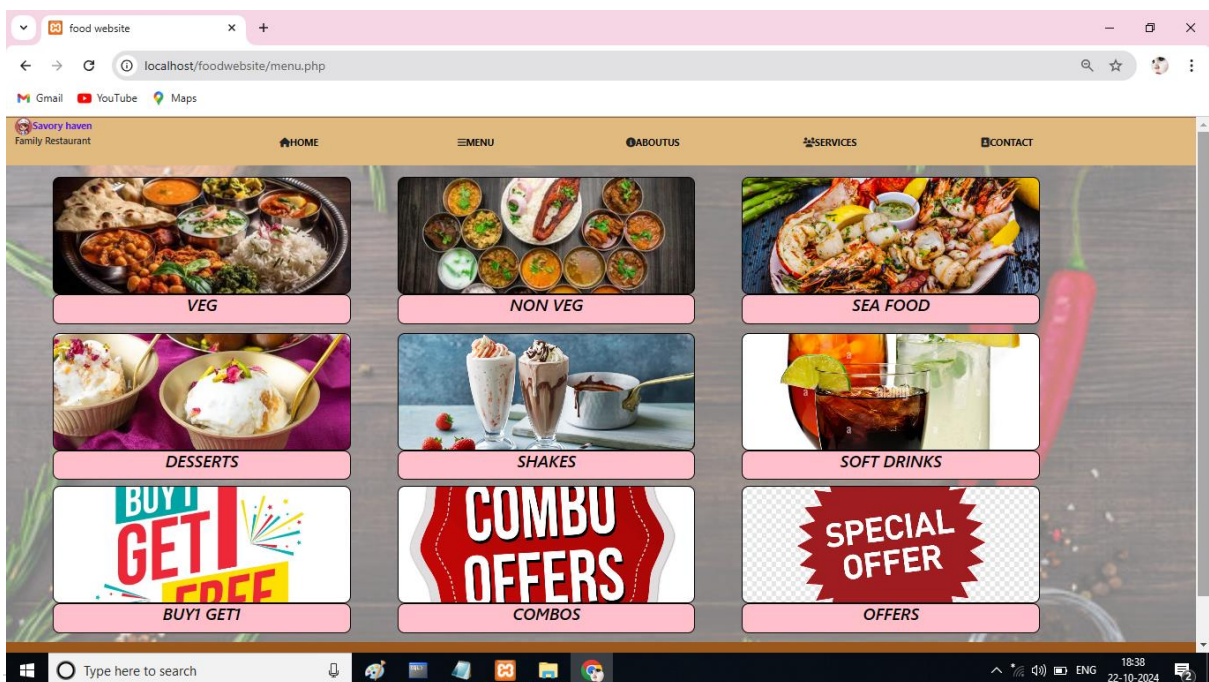 food website
localhost/foodwebsite/menu.php
Gmail YouTube Maps
Savory haven
Family Restaurant
HOME MENU ABOUTUS SERVICES CONTACT
VEG NON VEG SEA FOOD
a a
a
DESSERTS SHAKES SOFT DRINKS
BUY 1
GET 1
FREE
COMBO
OFFERS
SPECIAL
OFFER
BUY1 GET1 COMBOS OFFERS
Type here to search
ENG
18:38
22-10-2024
2